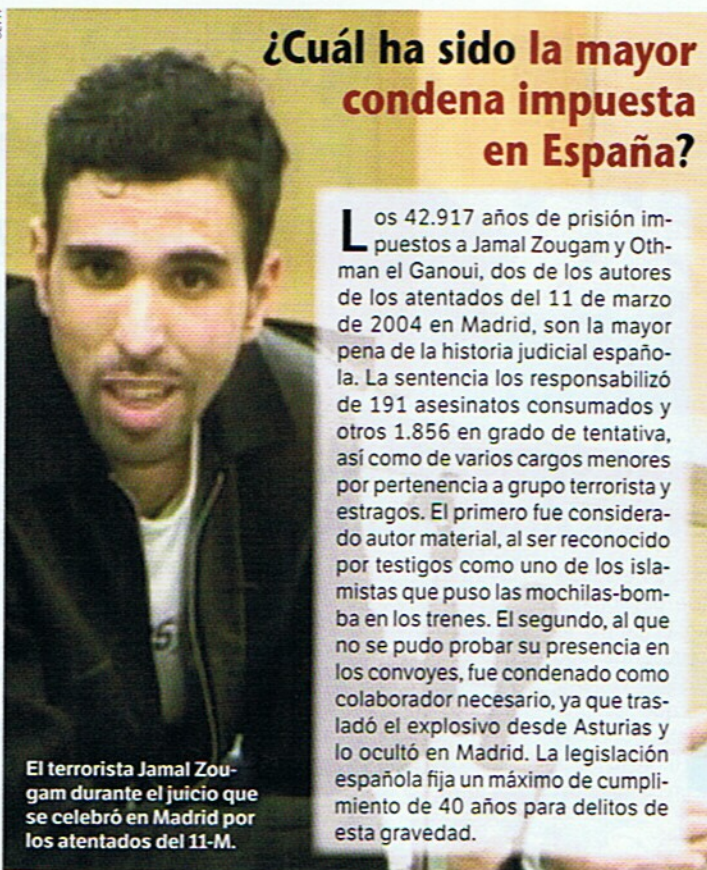 ¿Cuál ha sido la mayor
condena impuesta
en España?
Los 42.917 años de prisión im-
puestos a Jamal Zougam y Oth-
man el Ganoui, dos de los autores
de los atentados del 11 de marzo
de 2004 en Madrid, son la mayor
pena de la historia judicial españo-
la. La sentencia los responsabilizó
de 191 asesinatos consumados y
otros 1.856 en grado de tentativa,
así como de varios cargos menores
por pertenencia a grupo terrorista y
estragos. El primero fue considera-
do autor material, al ser reconocido
por testigos como uno de los isla-
mistas que puso las mochilas-bom-
ba en los trenes. El segundo, al que
no se pudo probar su presencia en
los convoyes, fue condenado como
colaborador necesario, ya que tras-
ladó el explosivo desde Asturias y
lo ocultó en Madrid. La legislación
española fija un máximo de cumpli-
miento de 40 años para delitos de
esta gravedad.
El terrorista Jamal Zou-
gam durante el juicio que
se celebró en Madrid por
los atentados del 11-M.